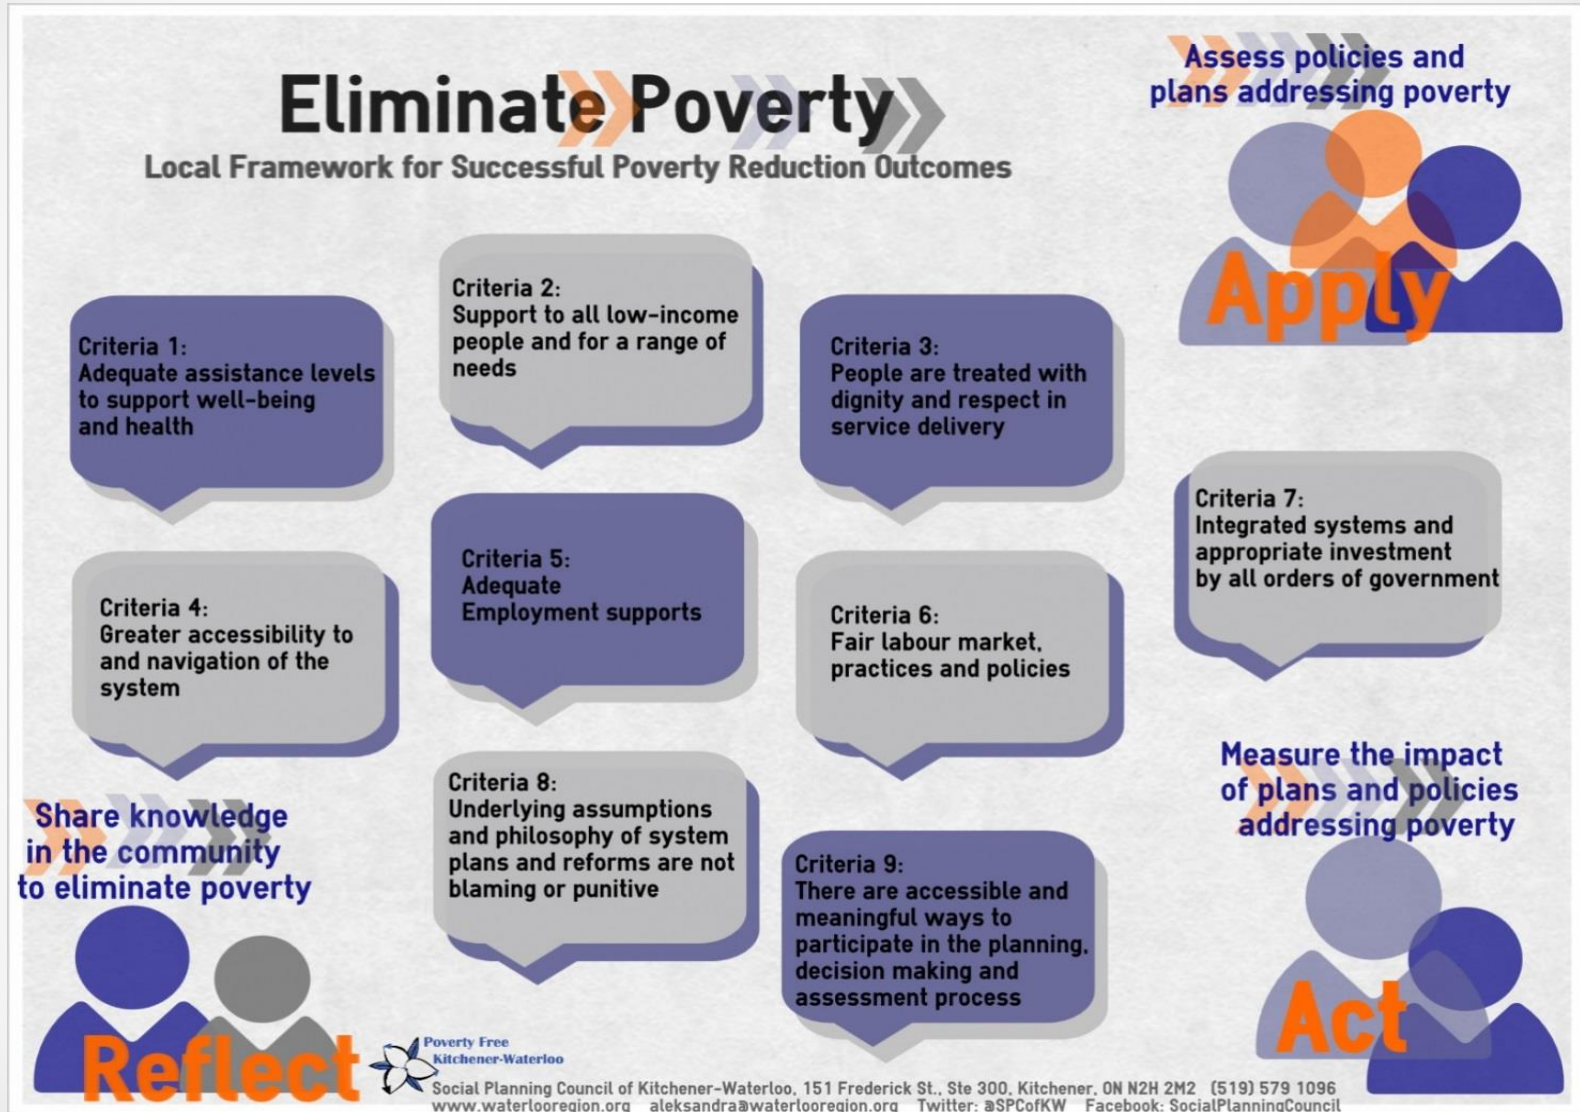 Eliminate Poverty
Local Framework for Successful Poverty Reduction Outcomes
Assess policies and
plans addressing poverty
Apply
Criteria 1:
Adequate assistance levels
to support well-being
and health
Criteria 2:
Support to all low-income
people and for a range of
needs
Criteria 3:
People are treated with
dignity and respect in
service delivery
Criteria 4:
Greater accessibility to
and navigation of the
system
Criteria 5:
Adequate
Employment supports
Criteria 6:
Fair labour market,
practices and policies
Criteria 7:
Integrated systems and
appropriate investment
by all orders of government
Criteria 8:
Underlying assumptions
and philosophy of system
plans and reforms are not
blaming or punitive
Criteria 9:
There are accessible and
meaningful ways to
participate in the planning,
decision making and
assessment process
Measure the impact
of plans and policies
addressing poverty
Act
Share knowledge
in the community
to eliminate poverty
Reflect
Poverty Free
Kitchener-Waterloo
Social Planning Council of Kitchener-Waterloo, 151 Frederick St., Ste 300, Kitchener, ON N2H 2M2 (519) 579 1096
www.waterlooregion.org aleksandra@waterlooregion.org Twitter: @SPCofKW Facebook: SocialPlanningCouncil